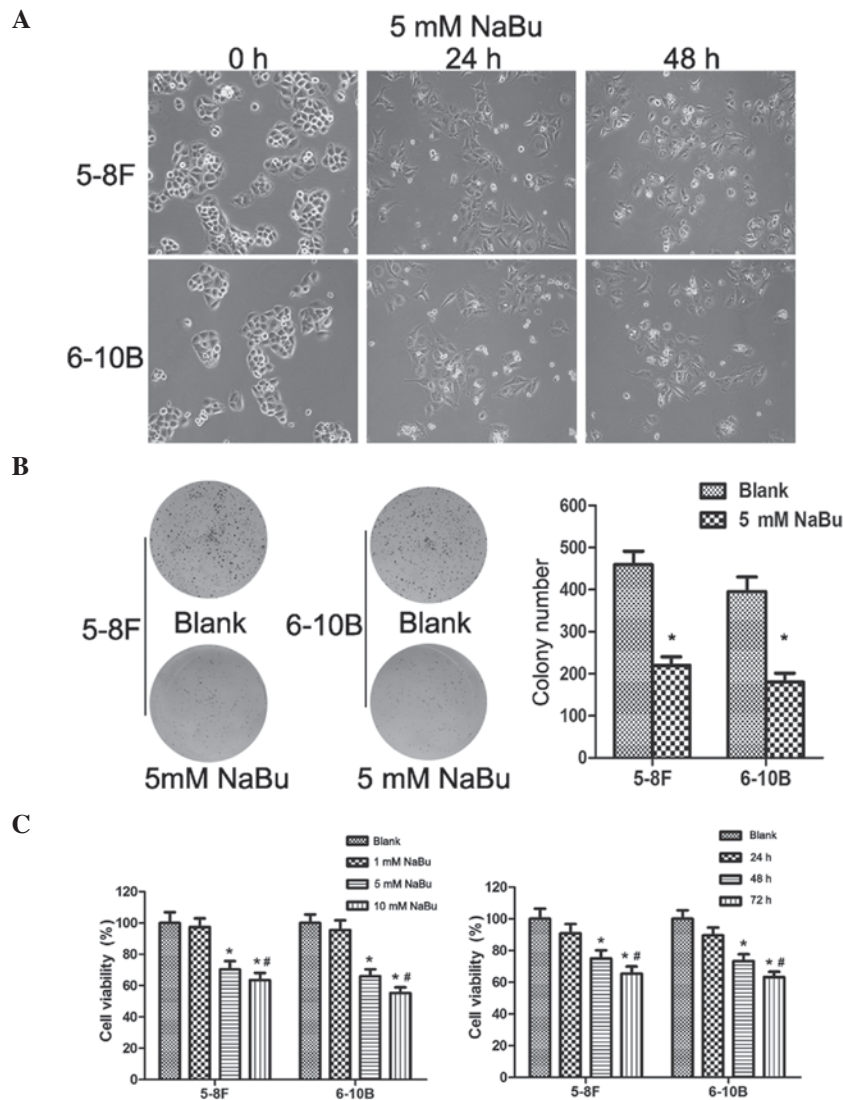 A
5 mM NaBu
0 h 24 h 48 h
5-8F
6-10B
B
5-8F
Blank
5mM NaBu
6-10B
Blank
5 mM NaBu
Blank
5 mM NaBu
Colony number
600
500
400
300
200
100
0
* *
5-8F 6-10B
C
Blank
1 mM NaBu
5 mM NaBu
10 mM NaBu
Cell viability (%)
120
100
80
60
40
20
0
* * # * * #
5-8F 6-10B
Blank
24 h
48 h
72 h
Cell viability (%)
120
100
80
60
40
20
0
* * # * * #
5-8F 6-10B